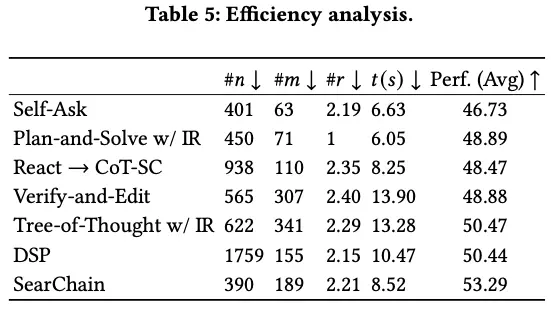 Table 5: Efficiency analysis.
#n ↓ #m ↓ #r ↓ t(s) ↓ Perf. (Avg) ↑
Self-Ask 401 63 2.19 6.63 46.73
Plan-and-Solve w/ IR 450 71 1 6.05 48.89
React → CoT-SC 938 110 2.35 8.25 48.47
Verify-and-Edit 565 307 2.40 13.90 48.88
Tree-of-Thought w/ IR 622 341 2.29 13.28 50.47
DSP 1759 155 2.15 10.47 50.44
SearChain 390 189 2.21 8.52 53.29